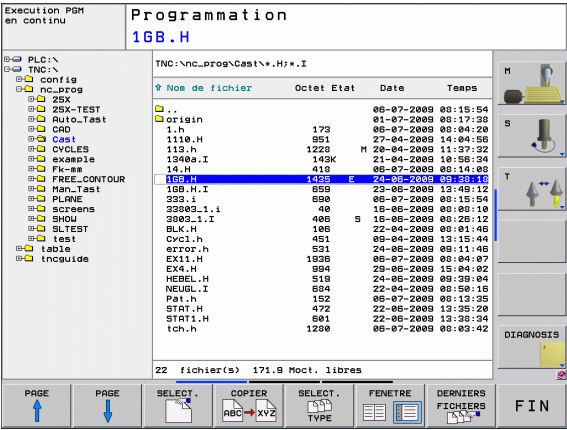 Execution PGM
en continu
Programmation
1GB.H
PLC:\
TNC:\
config
nc_prog
25X
25X-TEST
Auto_Tast
CAD
Cast
CYCLES
example
Fk-mm
FREE_CONTOUR
Man_Tast
PLANE
screens
SHOW
SLTEST
test
table
tncguide
TNC:\nc_prog\Cast\*.H;*.I
Nom de fichier Octet Etat Date Temps
.. 06-07-2009 08:15:54
origin 01-07-2009 08:17:38
1.h 173 06-07-2009 08:04:20
1110.H 951 27-04-2009 14:04:56
113.h 1228 M 20-04-2009 11:37:32
1340a.I 143K 21-04-2009 10:56:34
14.H 418 06-07-2009 08:14:08
1GB.H 1435 E 24-06-2009 09:38:18
1GB.H.I 659 23-06-2009 13:49:12
333.i 690 06-07-2009 08:15:54
33803_1.i 40 16-06-2009 08:08:10
3803_1.I 406 S 16-06-2009 08:26:12
BLK.H 106 22-04-2009 08:01:46
Cycl.h 451 09-04-2009 13:15:44
error.h 531 24-06-2009 09:11:46
EX11.H 1936 06-07-2009 08:04:07
EX4.H 994 29-06-2009 15:04:02
HEBEL.H 519 24-06-2009 09:39:04
NEUGL.I 684 22-04-2009 08:50:16
Pat.h 152 06-07-2009 08:13:35
STAT.H 472 22-06-2009 13:35:20
STAT1.H 601 22-06-2009 13:38:34
tch.h 1280 06-07-2009 08:03:42
22 fichier(s) 171.9 Moct. libres
M
S
T
DIAGNOSIS
PAGE
PAGE
SELECT.
COPIER
ABC XYZ
SELECT.
TYPE
FENETRE
DERNIERS
FICHIERS
FIN